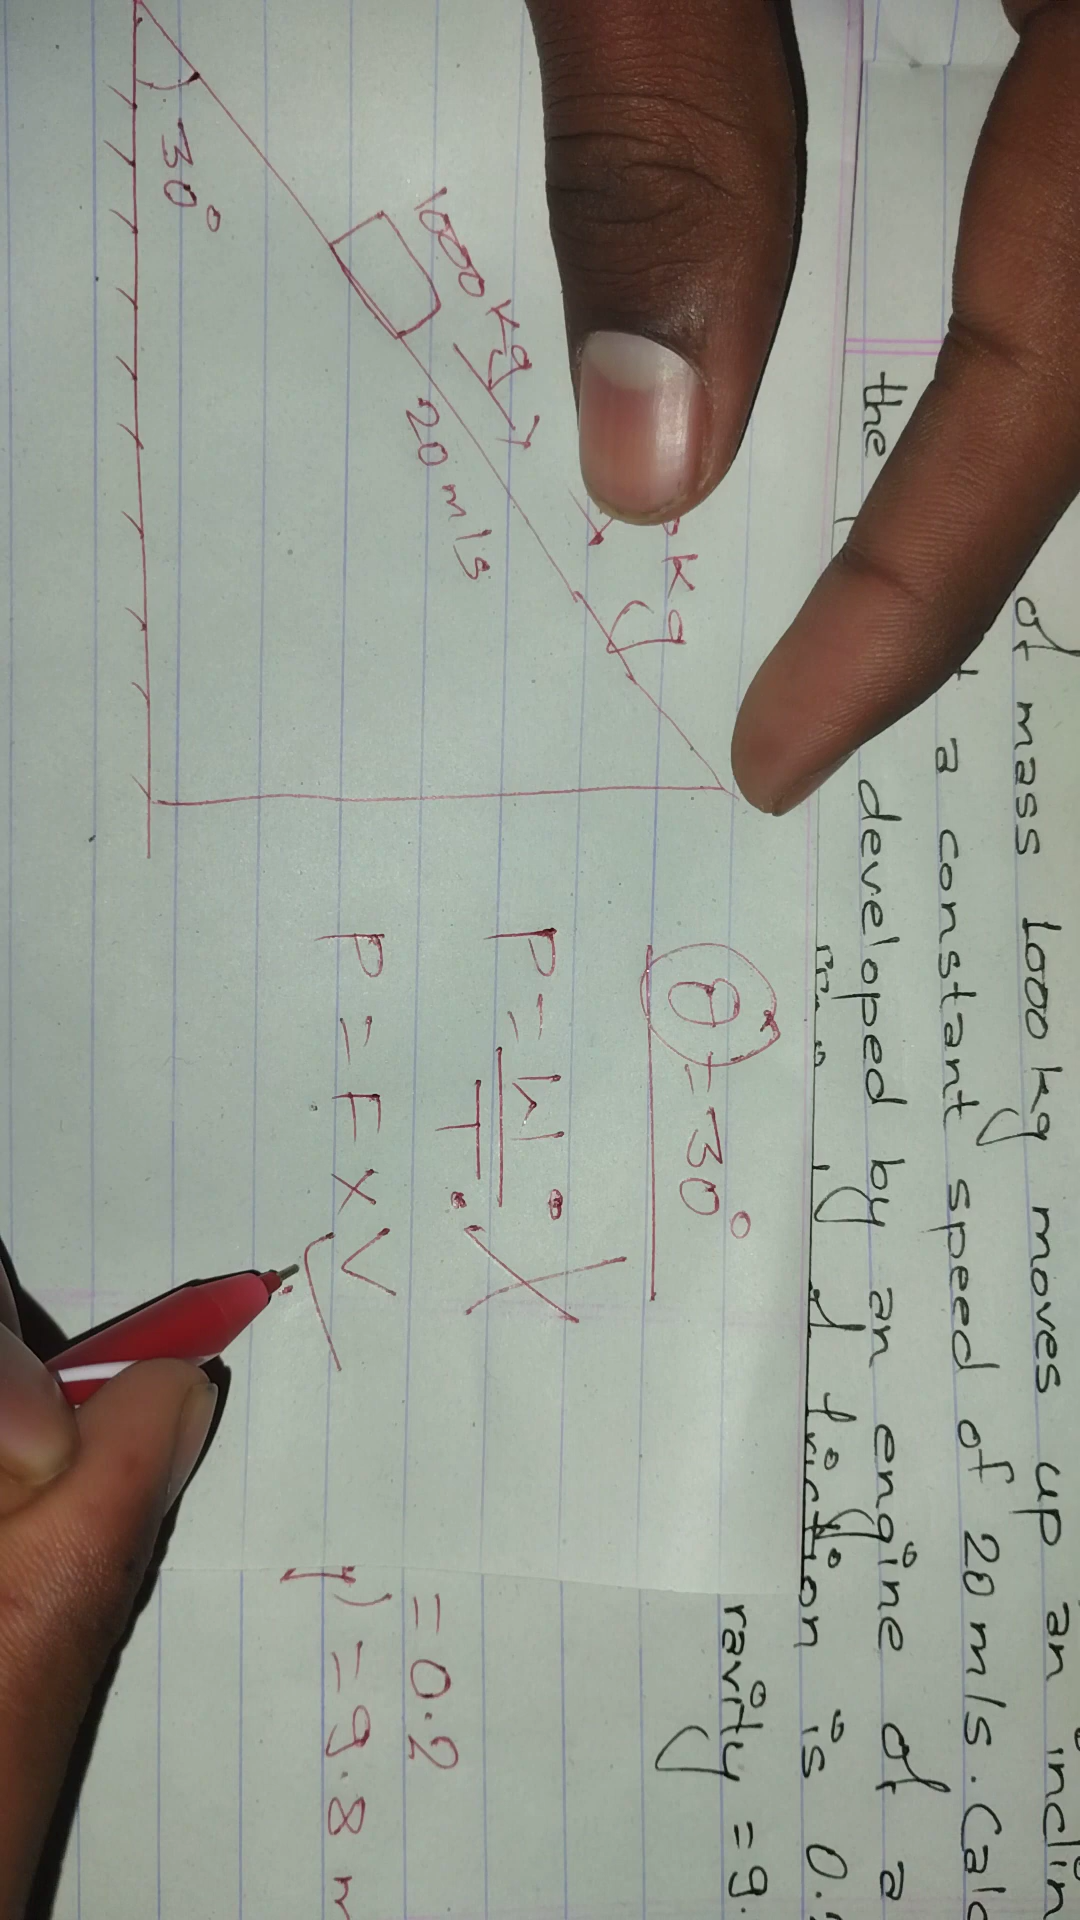 of mass 1000 kg moves up an inclin
a constant speed of 20 m/s. Calc
the developed by an engine of a
friction is 0.
ravity = 9.
kg
1000 kg
20 m/s
30°
θ = 30°
P = W
T
P = F x V
= 0.2
) = 9.8 m